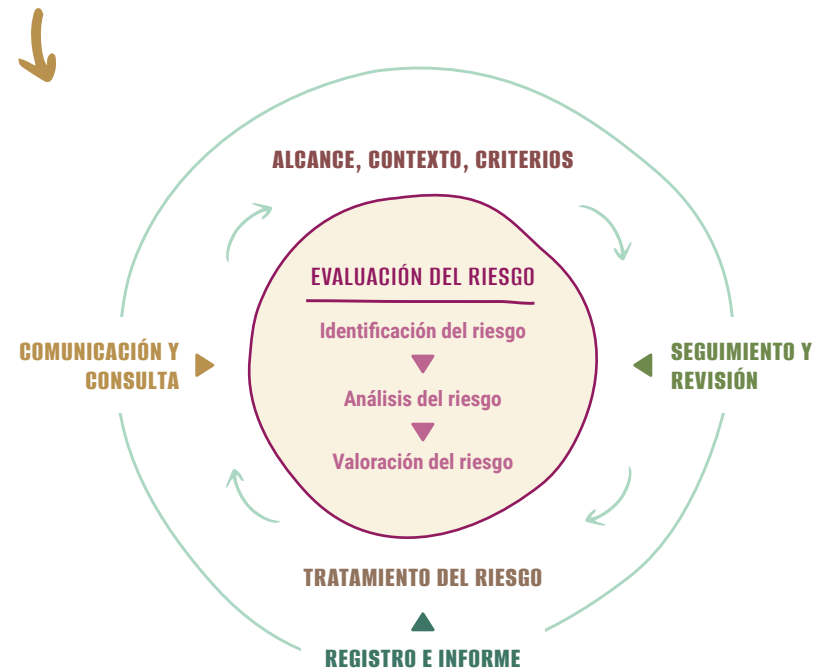 ALCANCE, CONTEXTO, CRITERIOS
EVALUACIÓN DEL RIESGO
Identificación del riesgo
Análisis del riesgo
Valoración del riesgo
COMUNICACIÓN Y
CONSULTA
SEGUIMIENTO Y
REVISIÓN
TRATAMIENTO DEL RIESGO
REGISTRO E INFORME